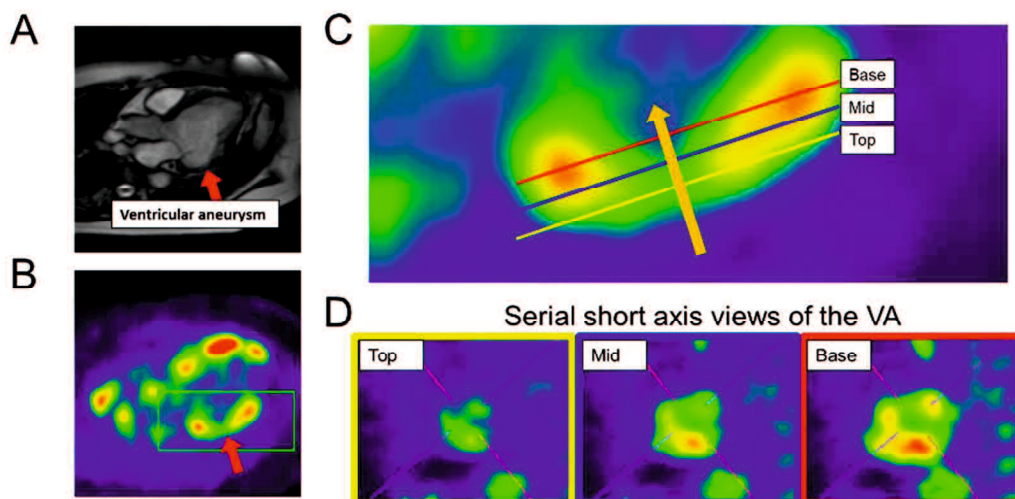 A
Ventricular aneurysm
B
C
Base
Mid
Top
D
Serial short axis views of the VA
Top
Mid
Base